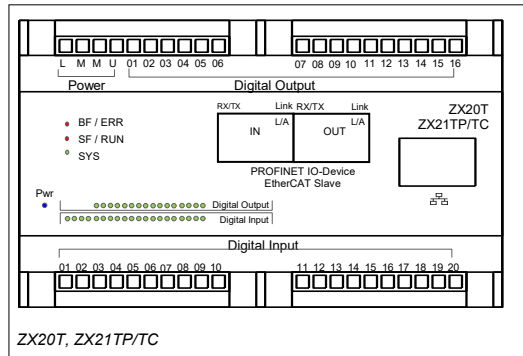 L M M U 01 02 03 04 05 06 07 08 09 10 11 12 13 14 15 16
Power Digital Output
RX/TX Link RX/TX Link
L/A L/A
IN OUT
ZX20T
ZX21TP/TC
BF / ERR
SF / RUN
SYS
PROFINET IO-Device
EtherCAT Slave
Pwr
Digital Output
Digital Input
Digital Input
01 02 03 04 05 06 07 08 09 10 11 12 13 14 15 16 17 18 19 20
ZX20T, ZX21TP/TC